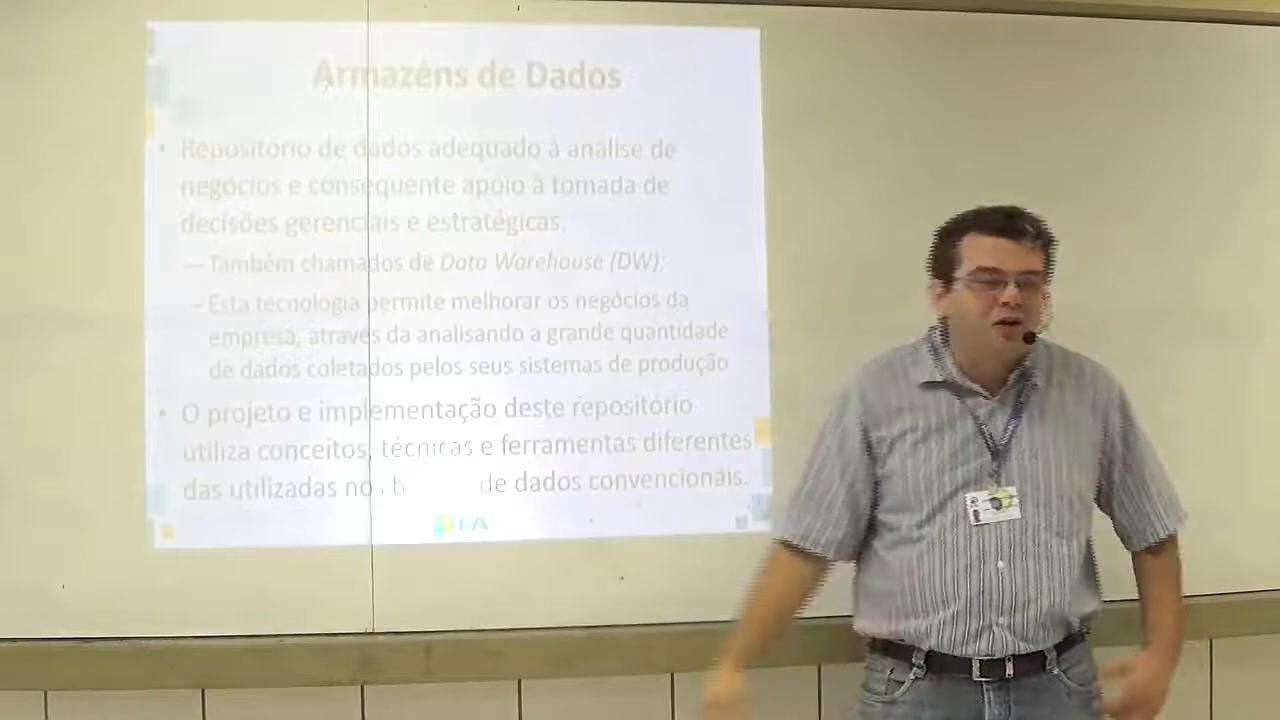 Armazéns de Dados
• Repositório de dados adequado à análise de
negócios e consequente apoio à tomada de
decisões gerenciais e estratégicas.
– Também chamados de Data Warehouse (DW);
– Esta tecnologia permite melhorar os negócios da
empresa, através da analisando a grande quantidade
de dados coletados pelos seus sistemas de produção
• O projeto e implementação deste repositório
utiliza conceitos, técnicas e ferramentas diferentes
das utilizadas nos b de dados convencionais.